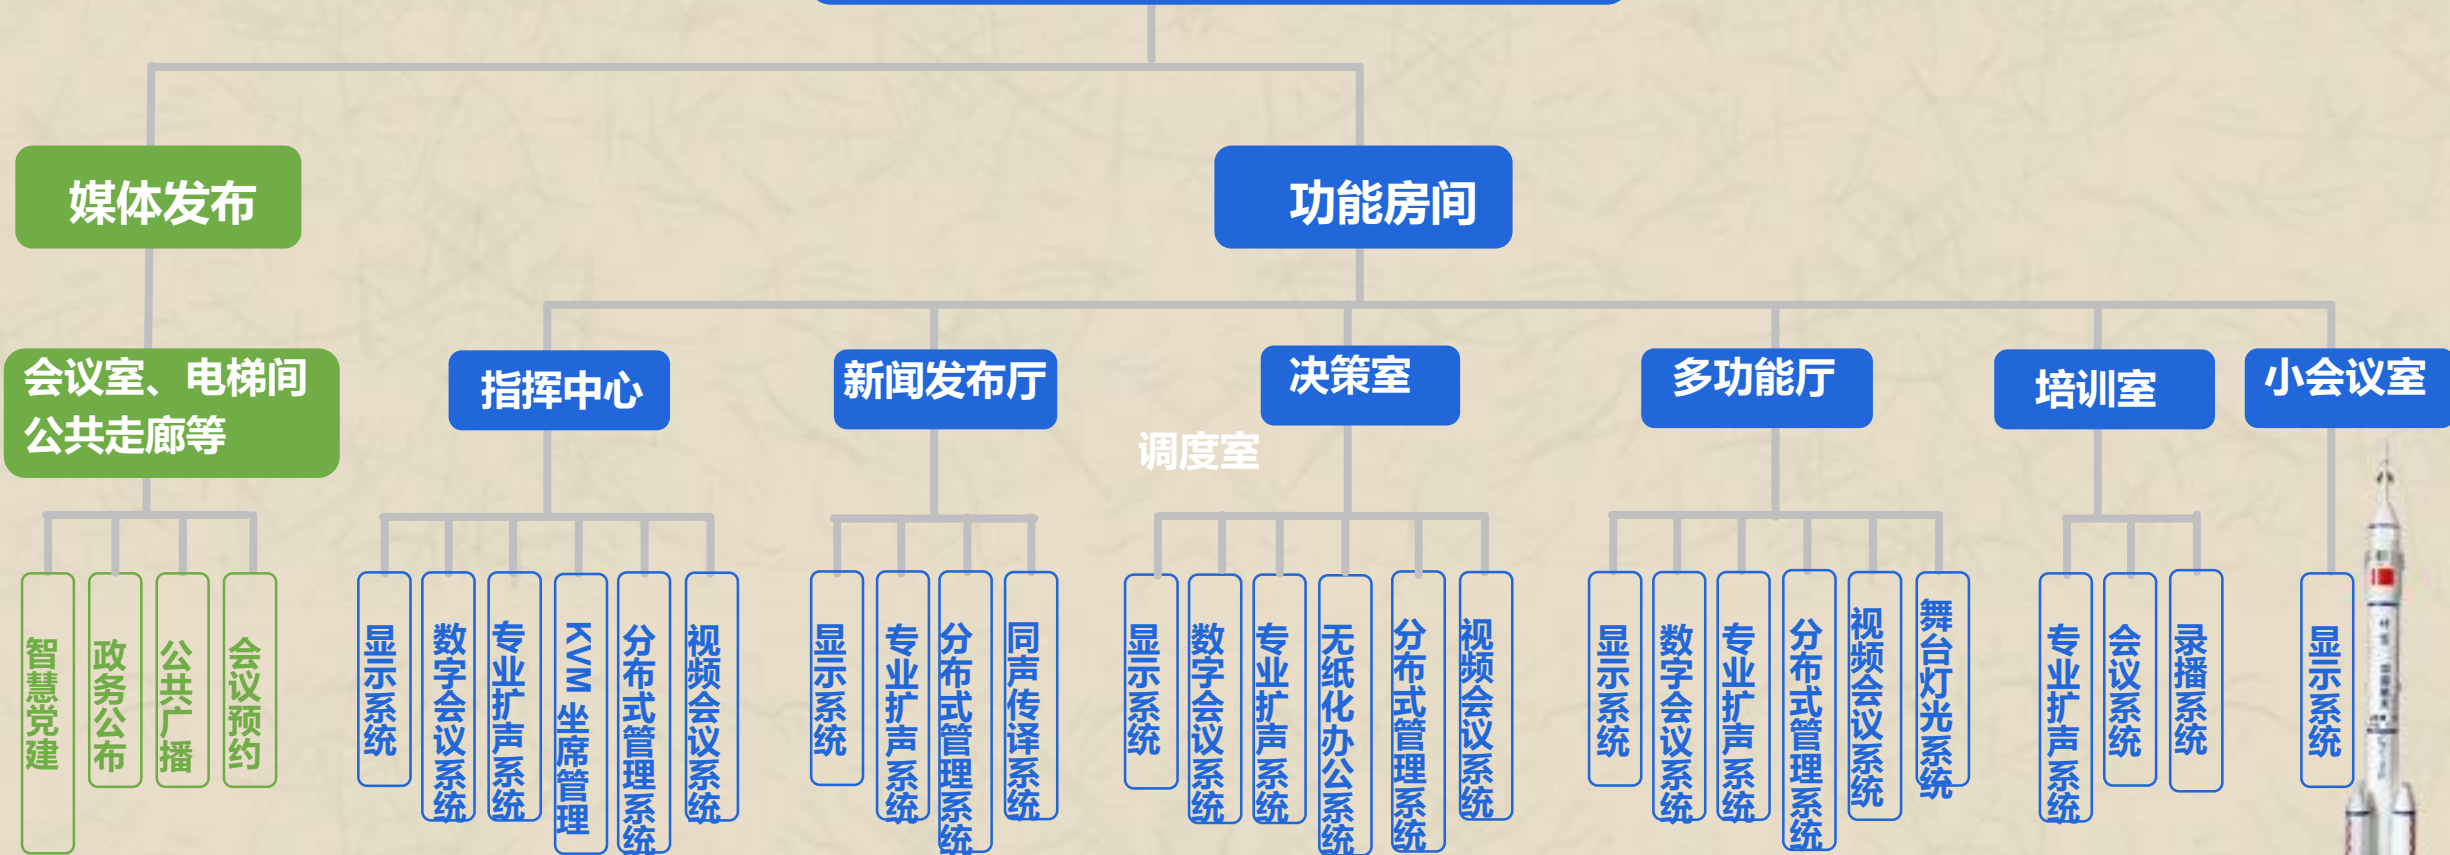 媒体发布
功能房间
会议室、电梯间
公共走廊等
指挥中心
新闻发布厅
决策室
调度室
多功能厅
培训室
小会议室
智慧党建
政务公布
公共广播
会议预约
显示系统
数字会议系统
专业扩声系统
KVM 坐席管理
分布式管理系统
视频会议系统
显示系统
专业扩声系统
分布式管理系统
同声传译系统
显示系统
数字会议系统
专业扩声系统
无纸化办公系统
分布式管理系统
视频会议系统
显示系统
数字会议系统
专业扩声系统
分布式管理系统
视频会议系统
舞台灯光系统
专业扩声系统
会议系统
录播系统
显示系统